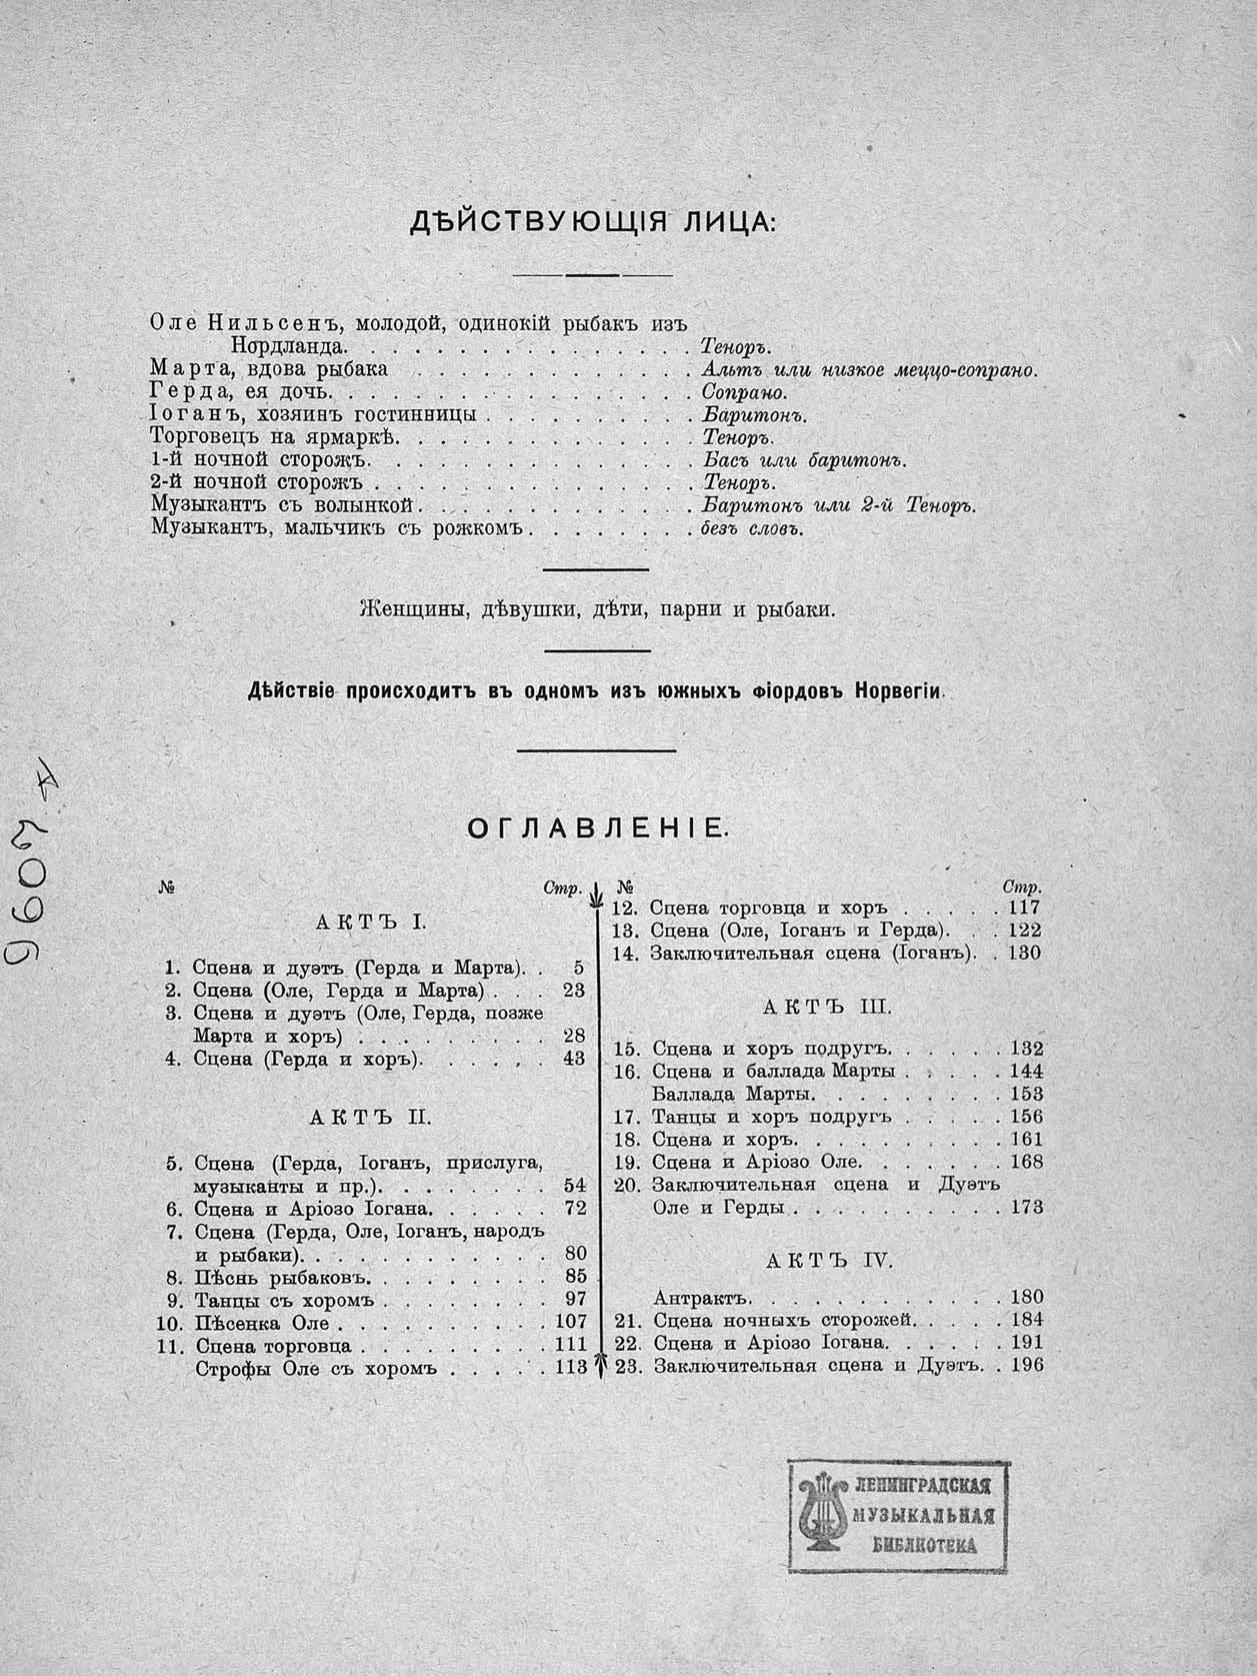 ДѢЙСТВУЮЩІЯ ЛИЦА:
Оле Нильсенъ, молодой, одинокій рыбакъ изъ
Нордланда. . . . . . . . . . . . . . . . Теноръ.
Марта, вдова рыбака . . . . . . . . . . . . . Альтъ или низкое меццо-сопрано.
Герда, ея дочь. . . . . . . . . . . . . . . . . Сопрано.
Іоганъ, хозяинъ гостинницы . . . . . . . . . . Баритонъ.
Торговецъ на ярмаркѣ. . . . . . . . . . . . . Теноръ.
1-й ночной сторожъ. . . . . . . . . . . . . . Басъ или баритонъ.
2-й ночной сторожъ . . . . . . . . . . . . . . Теноръ.
Музыкантъ съ волынкой . . . . . . . . . . . . Баритонъ или 2-й Теноръ.
Музыкантъ, мальчикъ съ рожкомъ . . . . . . . . безъ словъ.
Женщины, дѣвушки, дѣти, парни и рыбаки.
Дѣйствіе происходитъ въ одномъ изъ южныхъ фіордовъ Норвегіи.
ОГЛАВЛЕНІЕ.
№ Стр.
АКТЪ I.
1. Сцена и дуэтъ (Герда и Марта). . 5
2. Сцена (Оле, Герда и Марта) . . . 23
3. Сцена и дуэтъ (Оле, Герда, позже
Марта и хоръ) . . . . . . . . . 28
4. Сцена (Герда и хоръ). . . . . . 43
АКТЪ II.
5. Сцена (Герда, Іоганъ, прислуга,
музыканты и пр.). . . . . . . . 54
6. Сцена и Аріозо Іогана. . . . . . 72
7. Сцена (Герда, Оле, Іоганъ, народъ
и рыбаки). . . . . . . . . . . . 80
8. Пѣснь рыбаковъ. . . . . . . . . 85
9. Танцы съ хоромъ . . . . . . . . 97
10. Пѣсенка Оле . . . . . . . . . . 107
11. Сцена торговца . . . . . . . . . 111
Строфы Оле съ хоромъ . . . . . 113
№ Стр.
12. Сцена торговца и хоръ . . . . . 117
13. Сцена (Оле, Іоганъ и Герда). . . 122
14. Заключительная сцена (Іоганъ). . 130
АКТЪ III.
15. Сцена и хоръ подругъ. . . . . . 132
16. Сцена и баллада Марты . . . . . 144
Баллада Марты. . . . . . . . . 153
17. Танцы и хоръ подругъ . . . . . 156
18. Сцена и хоръ. . . . . . . . . . 161
19. Сцена и Аріозо Оле. . . . . . . 168
20. Заключительная сцена и Дуэтъ
Оле и Герды . . . . . . . . . . 173
АКТЪ IV.
Антрактъ. . . . . . . . . . . . 180
21. Сцена ночныхъ сторожей. . . . . 184
22. Сцена и Аріозо Іогана. . . . . . 191
23. Заключительная сцена и Дуэтъ. . 196
ЛЕНИНГРАДСКАЯ
МУЗЫКАЛЬНАЯ
БИБЛИОТЕКА